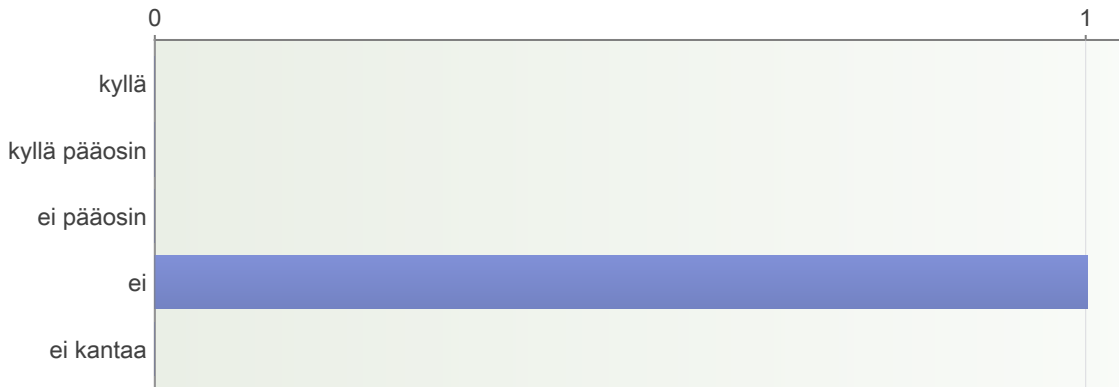 0 1
kyllä
kyllä pääosin
ei pääosin
ei
ei kantaa